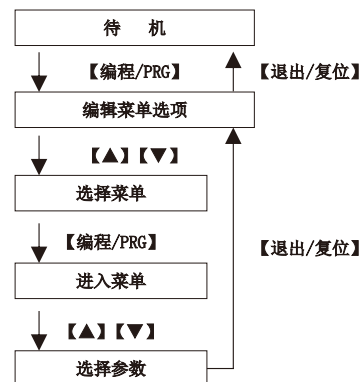 待 机
【编程/PRG】 【退出/复位】
编辑菜单选项
【▲】【▼】
选择菜单
【编程/PRG】 【退出/复位】
进入菜单
【▲】【▼】
选择参数